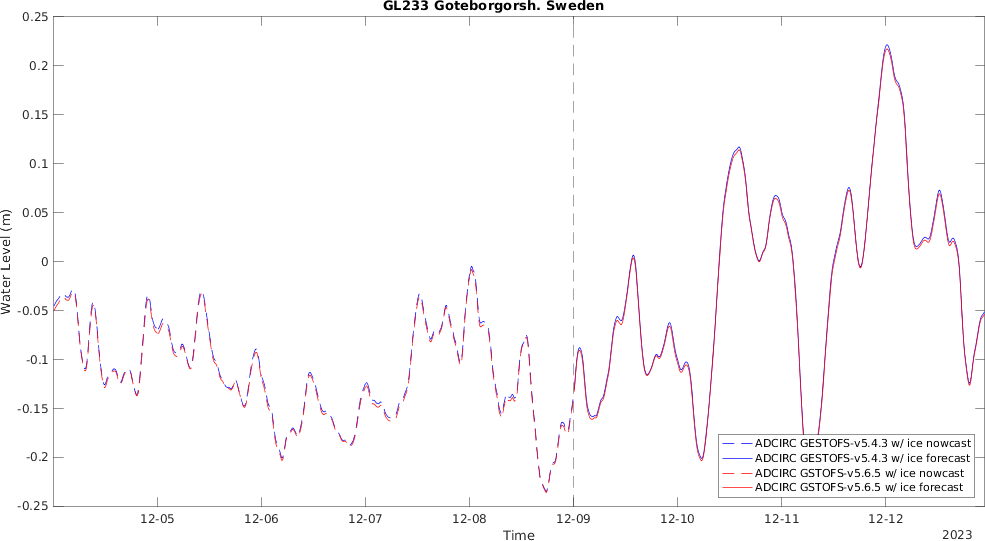 GL233 Goteborgorsh. Sweden
0.25
0.2
0.15
0.1
0.05
0
-0.05
-0.1
-0.15
-0.2
-0.25
Water Level (m)
12-05
12-06
12-07
12-08
12-09
12-10
12-11
12-12
Time
2023
ADCIRC GESTOFS-v5.4.3 w/ ice nowcast
ADCIRC GESTOFS-v5.4.3 w/ ice forecast
ADCIRC GSTOFS-v5.6.5 w/ ice nowcast
ADCIRC GSTOFS-v5.6.5 w/ ice forecast